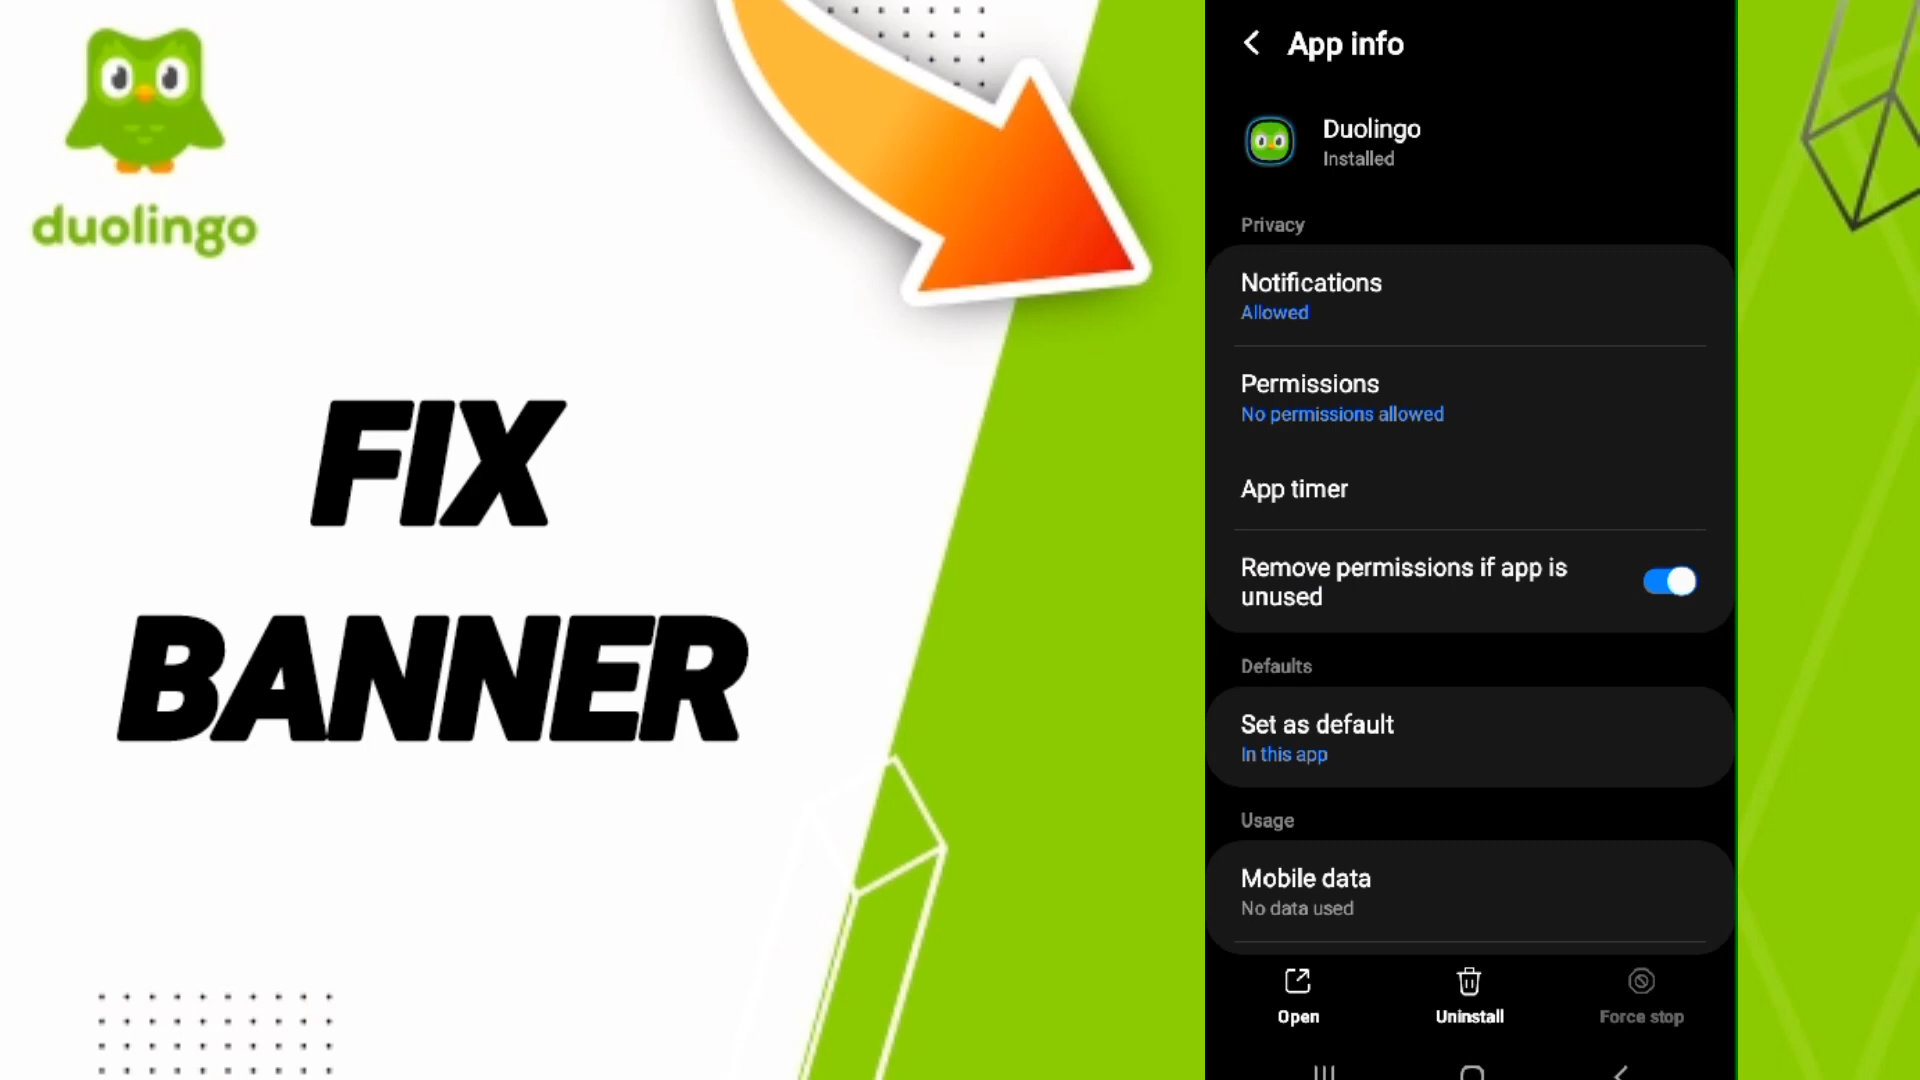 duolingo
FIX
BANNER
App info
Duolingo
Installed
Privacy
Notifications
Allowed
Permissions
No permissions allowed
App timer
Remove permissions if app is
unused
Defaults
Set as default
In this app
Usage
Mobile data
No data used
Open
Uninstall
Force stop